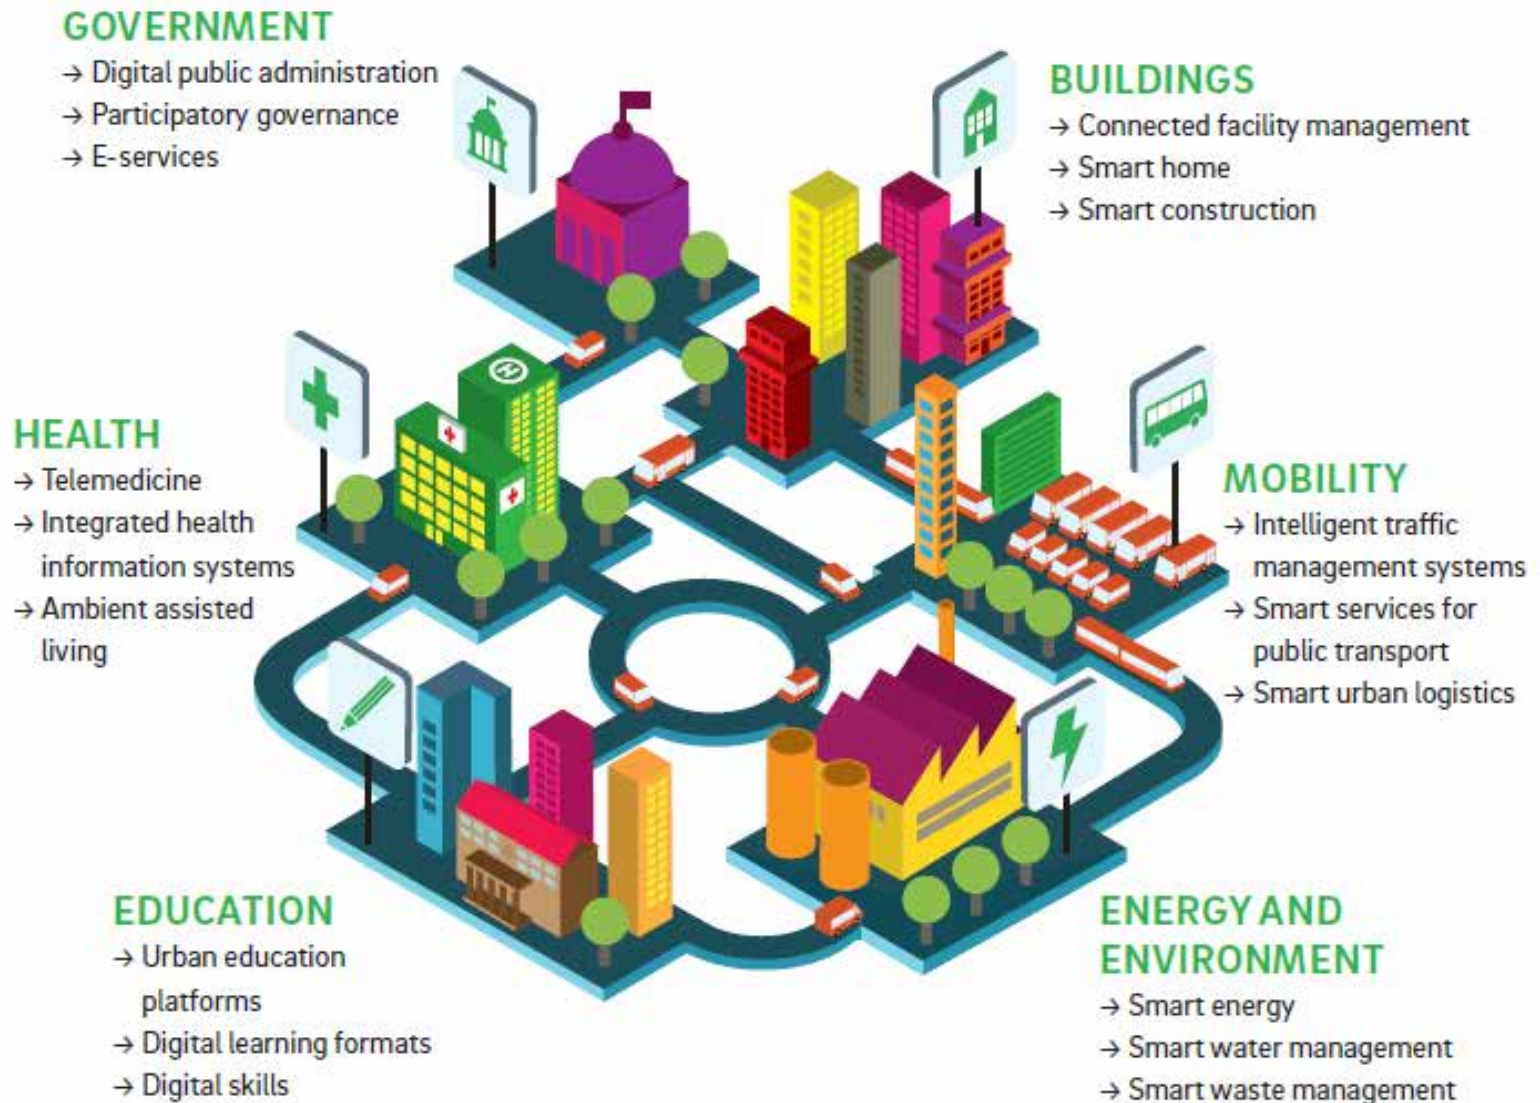 GOVERNMENT
→ Digital public administration
→ Participatory governance
→ E-services
BUILDINGS
→ Connected facility management
→ Smart home
→ Smart construction
H
HEALTH
→ Telemedicine
→ Integrated health
information systems
→ Ambient assisted
living
MOBILITY
→ Intelligent traffic
management systems
→ Smart services for
public transport
→ Smart urban logistics
EDUCATION
→ Urban education
platforms
→ Digital learning formats
→ Digital skills
ENERGY AND
ENVIRONMENT
→ Smart energy
→ Smart water management
→ Smart waste management